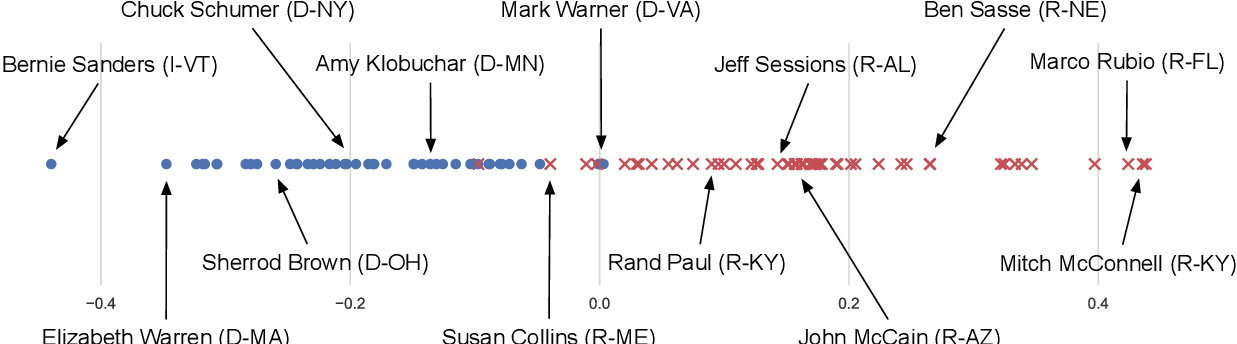 Chuck Schumer (D-NY)
Mark Warner (D-VA)
Ben Sasse (R-NE)
Bernie Sanders (I-VT)
Amy Klobuchar (D-MN)
Jeff Sessions (R-AL)
Marco Rubio (R-FL)
Sherrod Brown (D-OH)
Rand Paul (R-KY)
Mitch McConnell (R-KY)
−0.4
−0.2
0.0
0.2
0.4
Elizabeth Warren (D-MA)
Susan Collins (R-ME)
John McCain (R-AZ)